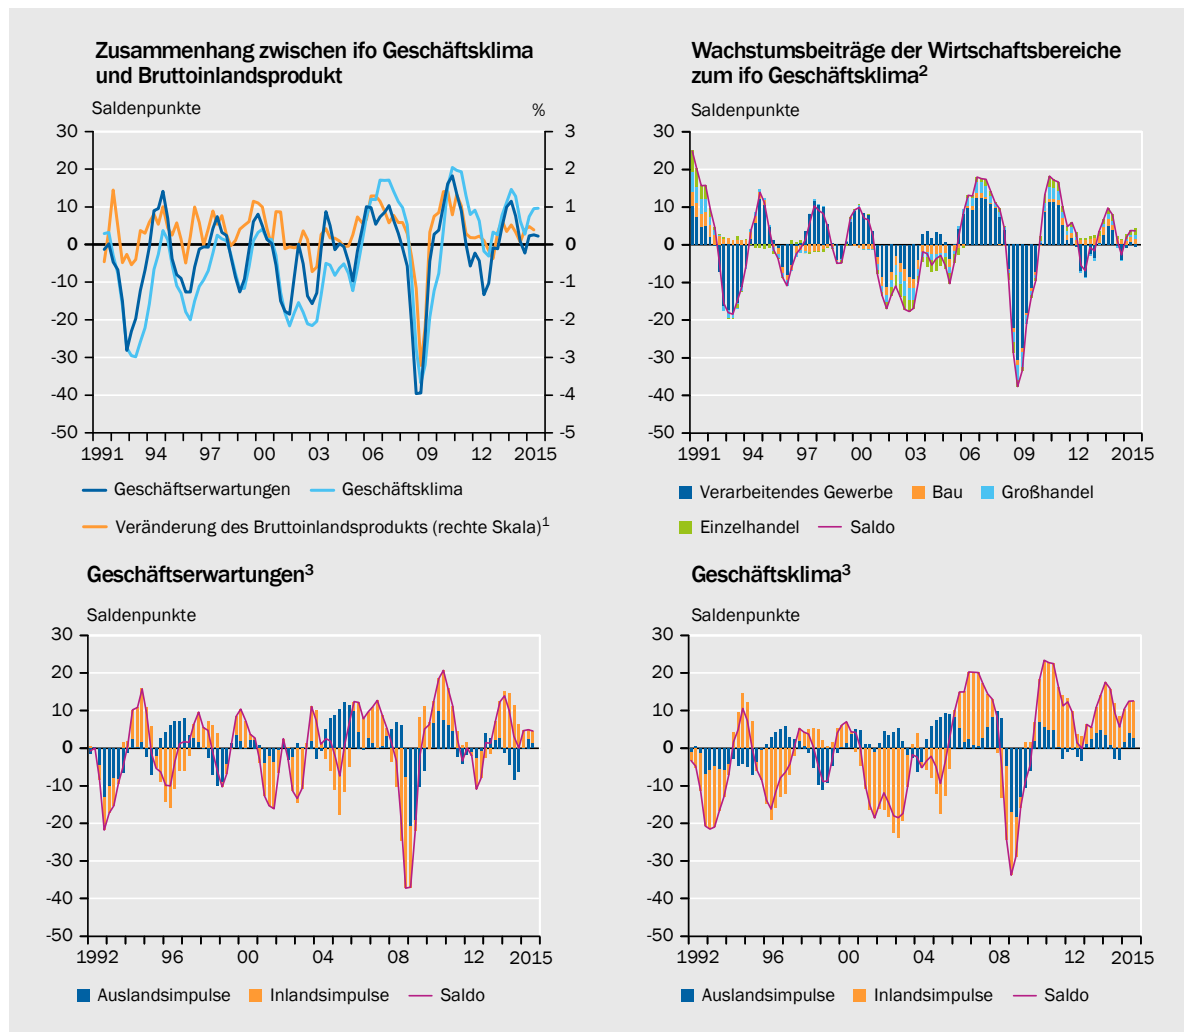 Zusammenhang zwischen ifo Geschäftsklima
und Bruttoinlandsprodukt
Saldenpunkte %
30 3
20 2
10 1
0 0
-10 -1
-20 -2
-30 -3
-40 -4
-50 -5
1991 94 97 00 03 06 09 12 2015
Geschäftserwartungen Geschäftsklima
Veränderung des Bruttoinlandsprodukts (rechte Skala)1
Wachstumsbeiträge der Wirtschaftsbereiche
zum ifo Geschäftsklima2
Saldenpunkte
30
20
10
0
-10
-20
-30
-40
-50
1991 94 97 00 03 06 09 12 2015
Verarbeitendes Gewerbe Bau Großhandel
Einzelhandel Saldo
Geschäftserwartungen3
Saldenpunkte
30
20
10
0
-10
-20
-30
-40
-50
1992 96 00 04 08 12 2015
Auslandsimpulse Inlandsimpulse Saldo
Geschäftsklima3
Saldenpunkte
30
20
10
0
-10
-20
-30
-40
-50
1992 96 00 04 08 12 2015
Auslandsimpulse Inlandsimpulse Saldo